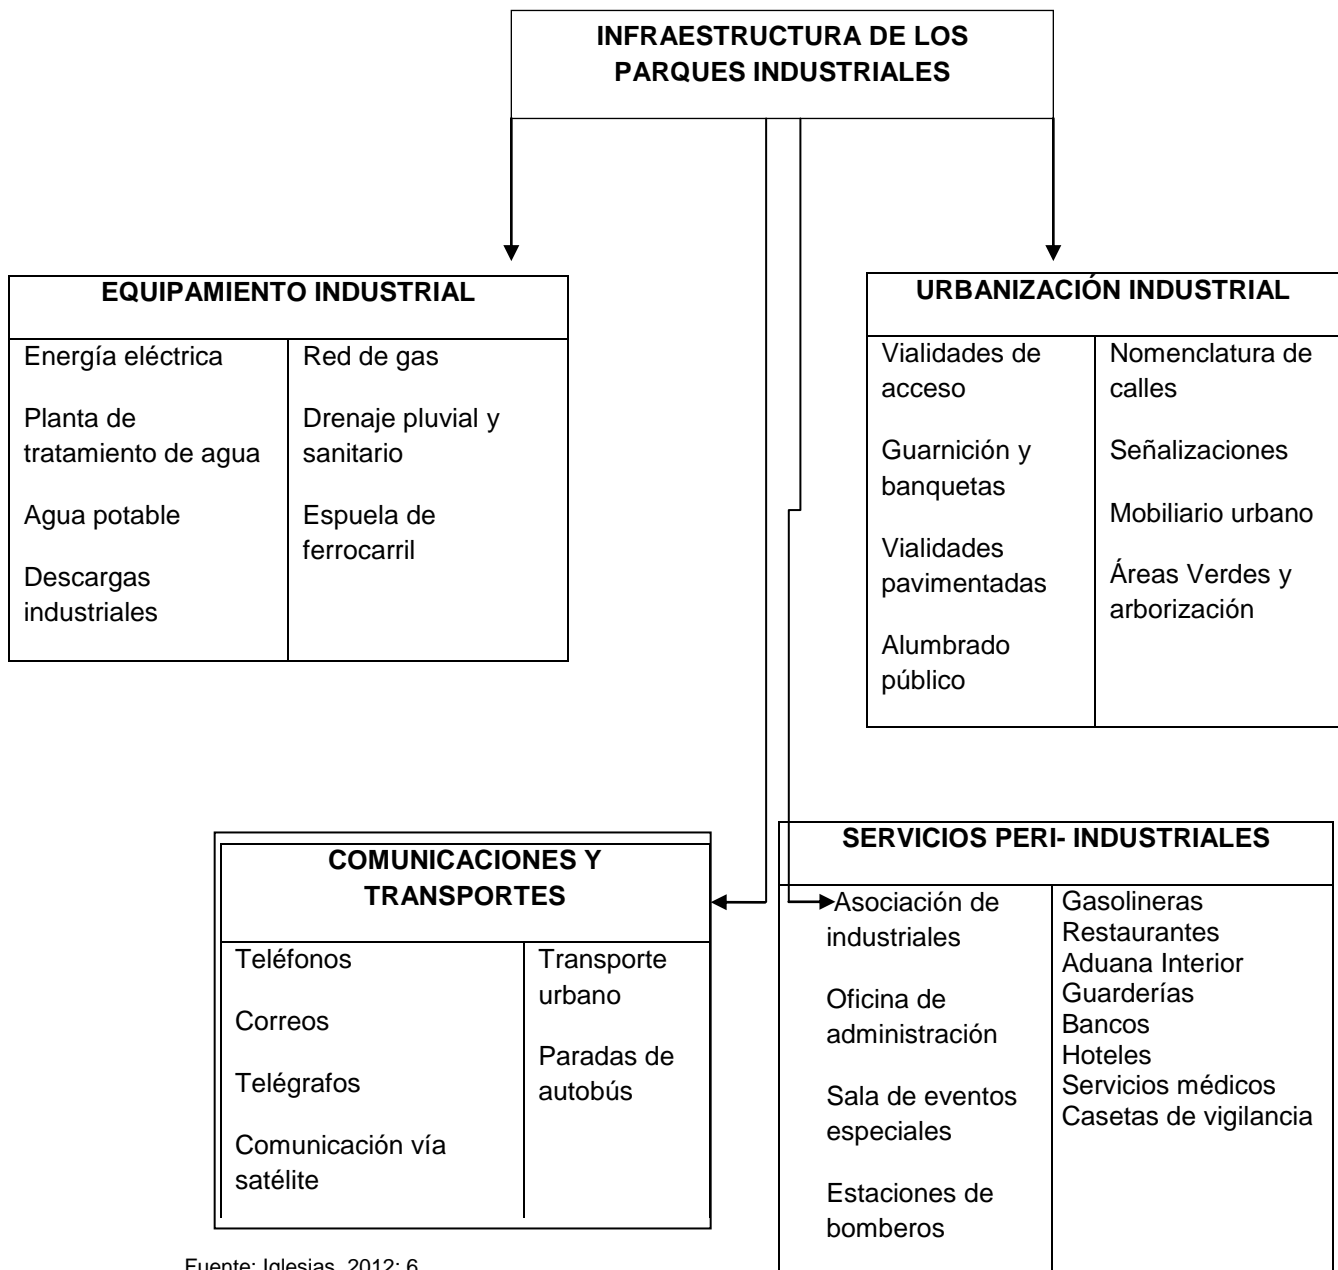 INFRAESTRUCTURA DE LOS
PARQUES INDUSTRIALES
EQUIPAMIENTO INDUSTRIAL
Energía eléctrica
Planta de
tratamiento de agua
Agua potable
Descargas
industriales
Red de gas
Drenaje pluvial y
sanitario
Espuela de
ferrocarril
URBANIZACIÓN INDUSTRIAL
Vialidades de
acceso
Guarnición y
banquetas
Vialidades
pavimentadas
Alumbrado
público
Nomenclatura de
calles
Señalizaciones
Mobiliario urbano
Áreas Verdes y
arborización
COMUNICACIONES Y
TRANSPORTES
Teléfonos
Correos
Telégrafos
Comunicación vía
satélite
Transporte
urbano
Paradas de
autobús
SERVICIOS PERI- INDUSTRIALES
Asociación de
industriales
Oficina de
administración
Sala de eventos
especiales
Estaciones de
bomberos
Gasolineras
Restaurantes
Aduana Interior
Guarderías
Bancos
Hoteles
Servicios médicos
Casetas de vigilancia
Fuente: Iglesias, 2012: 6